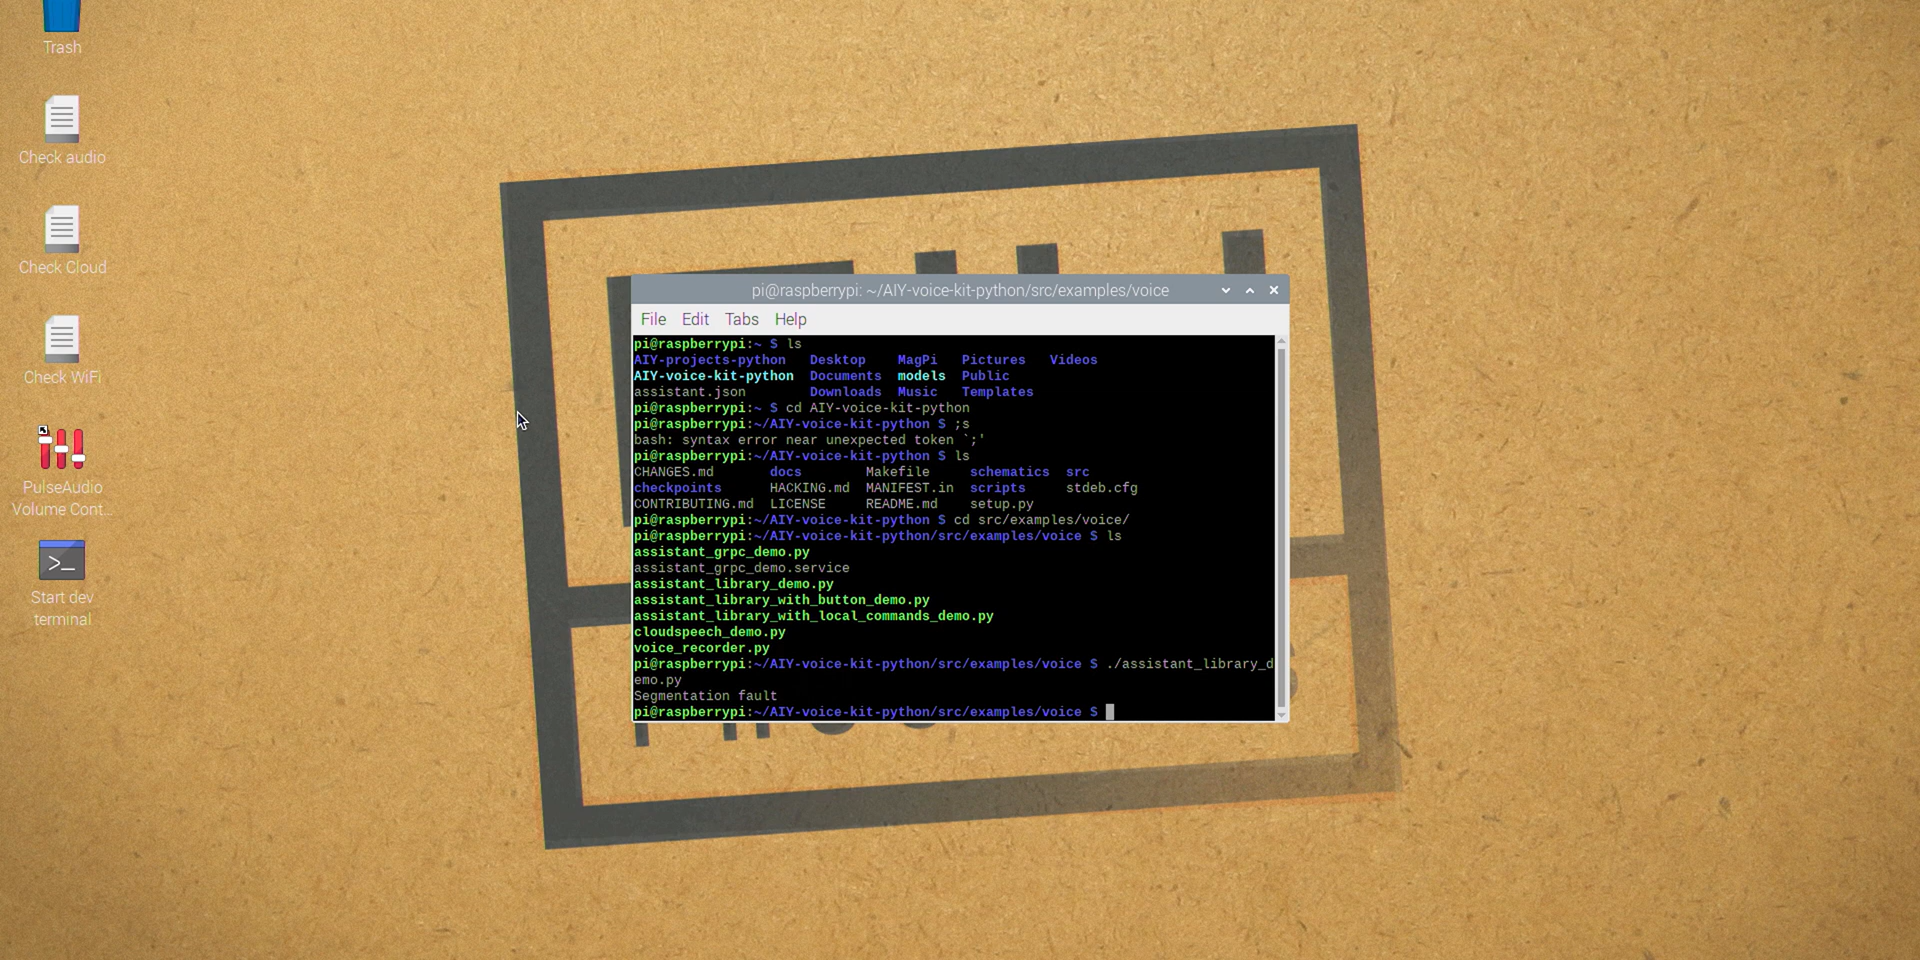 Trash
Check audio
Check Cloud
Check WiFi
PulseAudio
Volume Cont...
Start dev
terminal
pi@raspberrypi: ~/AIY-voice-kit-python/src/examples/voice
File Edit Tabs Help
pi@raspberrypi:~ $ ls
AIY-projects-python Desktop MagPi Pictures Videos
AIY-voice-kit-python Documents models Public
assistant.json Downloads Music Templates
pi@raspberrypi:~ $ cd AIY-voice-kit-python
pi@raspberrypi:~/AIY-voice-kit-python $ ;s
bash: syntax error near unexpected token `;'
pi@raspberrypi:~/AIY-voice-kit-python $ ls
CHANGES.md docs Makefile schematics src
checkpoints HACKING.md MANIFEST.in scripts stdeb.cfg
CONTRIBUTING.md LICENSE README.md setup.py
pi@raspberrypi:~/AIY-voice-kit-python $ cd src/examples/voice/
pi@raspberrypi:~/AIY-voice-kit-python/src/examples/voice $ ls
assistant_grpc_demo.py
assistant_grpc_demo.service
assistant_library_demo.py
assistant_library_with_button_demo.py
assistant_library_with_local_commands_demo.py
cloudspeech_demo.py
voice_recorder.py
pi@raspberrypi:~/AIY-voice-kit-python/src/examples/voice $ ./assistant_library_d
emo.py
Segmentation fault
pi@raspberrypi:~/AIY-voice-kit-python/src/examples/voice $